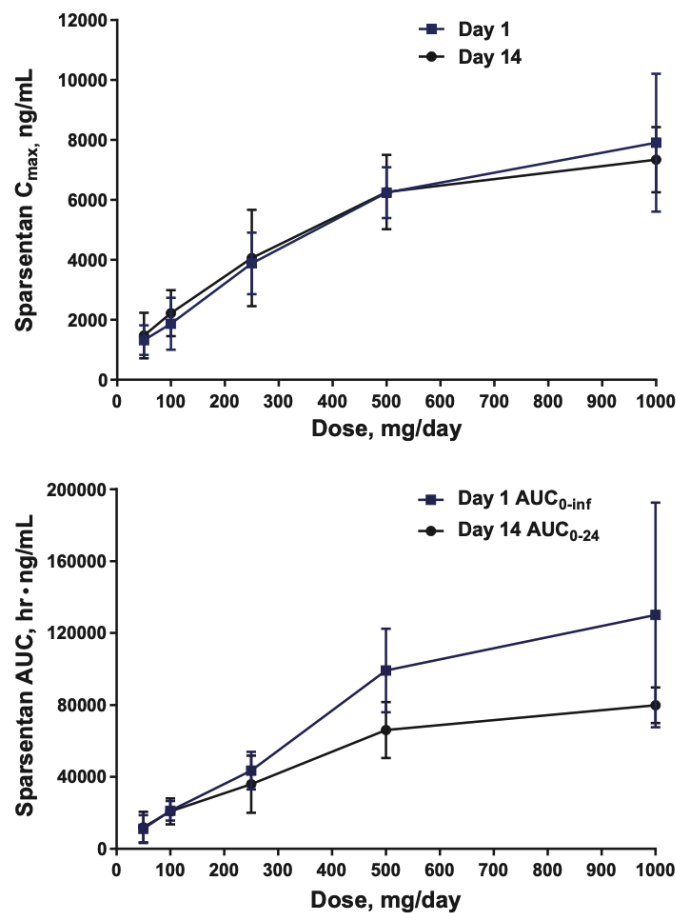 12000
10000
8000
6000
4000
2000
0
Sparsentan Cmax, ng/mL
Day 1
Day 14
0 100 200 300 400 500 600 700 800 900 1000
Dose, mg/day
200000
160000
120000
80000
40000
0
Sparsentan AUC, hr•ng/mL
Day 1 AUC0-inf
Day 14 AUC0-24
0 100 200 300 400 500 600 700 800 900 1000
Dose, mg/day